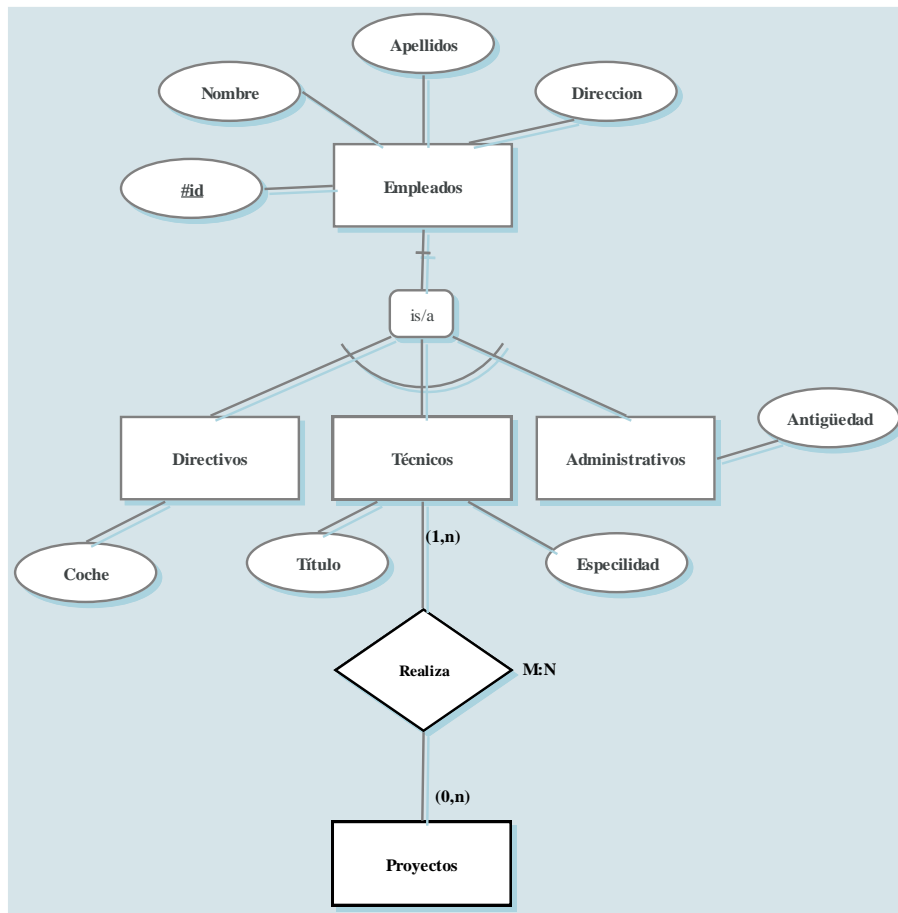 Apellidos
Nombre
Direccion
#id
Empleados
is/a
Antigüedad
Directivos
Técnicos
Administrativos
(1,n)
Coche
Título
Especilidad
Realiza
M:N
(0,n)
Proyectos